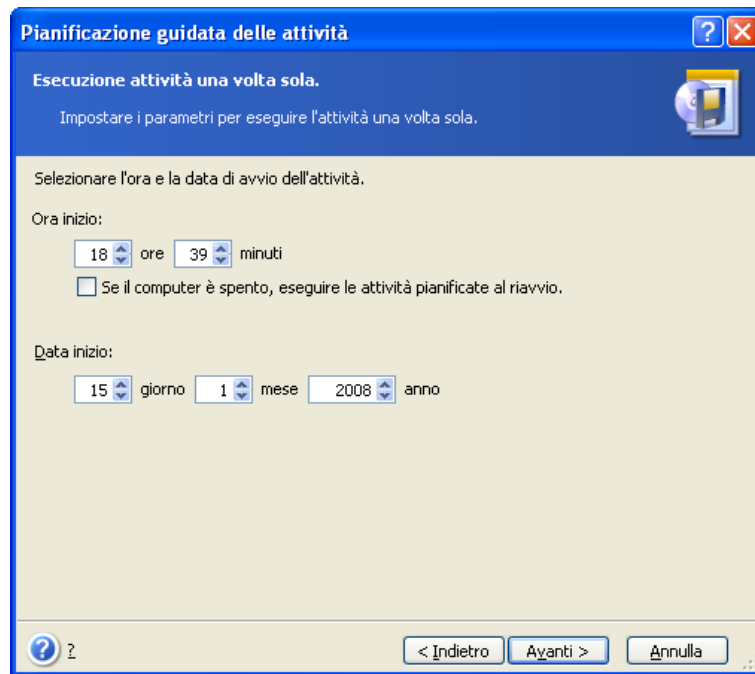 Pianificazione guidata delle attività
Esecuzione attività una volta sola.
Impostare i parametri per eseguire l'attività una volta sola.
Selezionare l'ora e la data di avvio dell'attività.
Ora inizio:
18 ore 39 minuti
Se il computer è spento, eseguire le attività pianificate al riavvio.
Data inizio:
15 giorno 1 mese 2008 anno
? < Indietro Avanti > Annulla